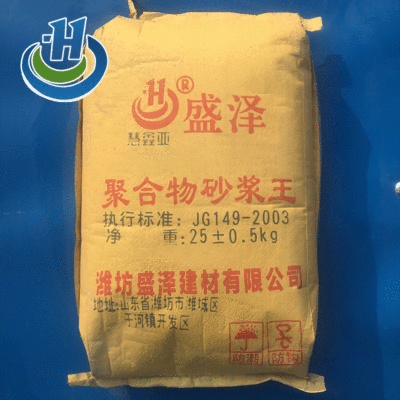 H
H®
盛泽
慧鑫亚
聚合物砂浆王
执行标准: JG149-2003
净 重: 25±0.5kg
潍坊盛泽建材有限公司
地址: 山东省潍坊市潍城区
于河镇开发区
防潮 防钩